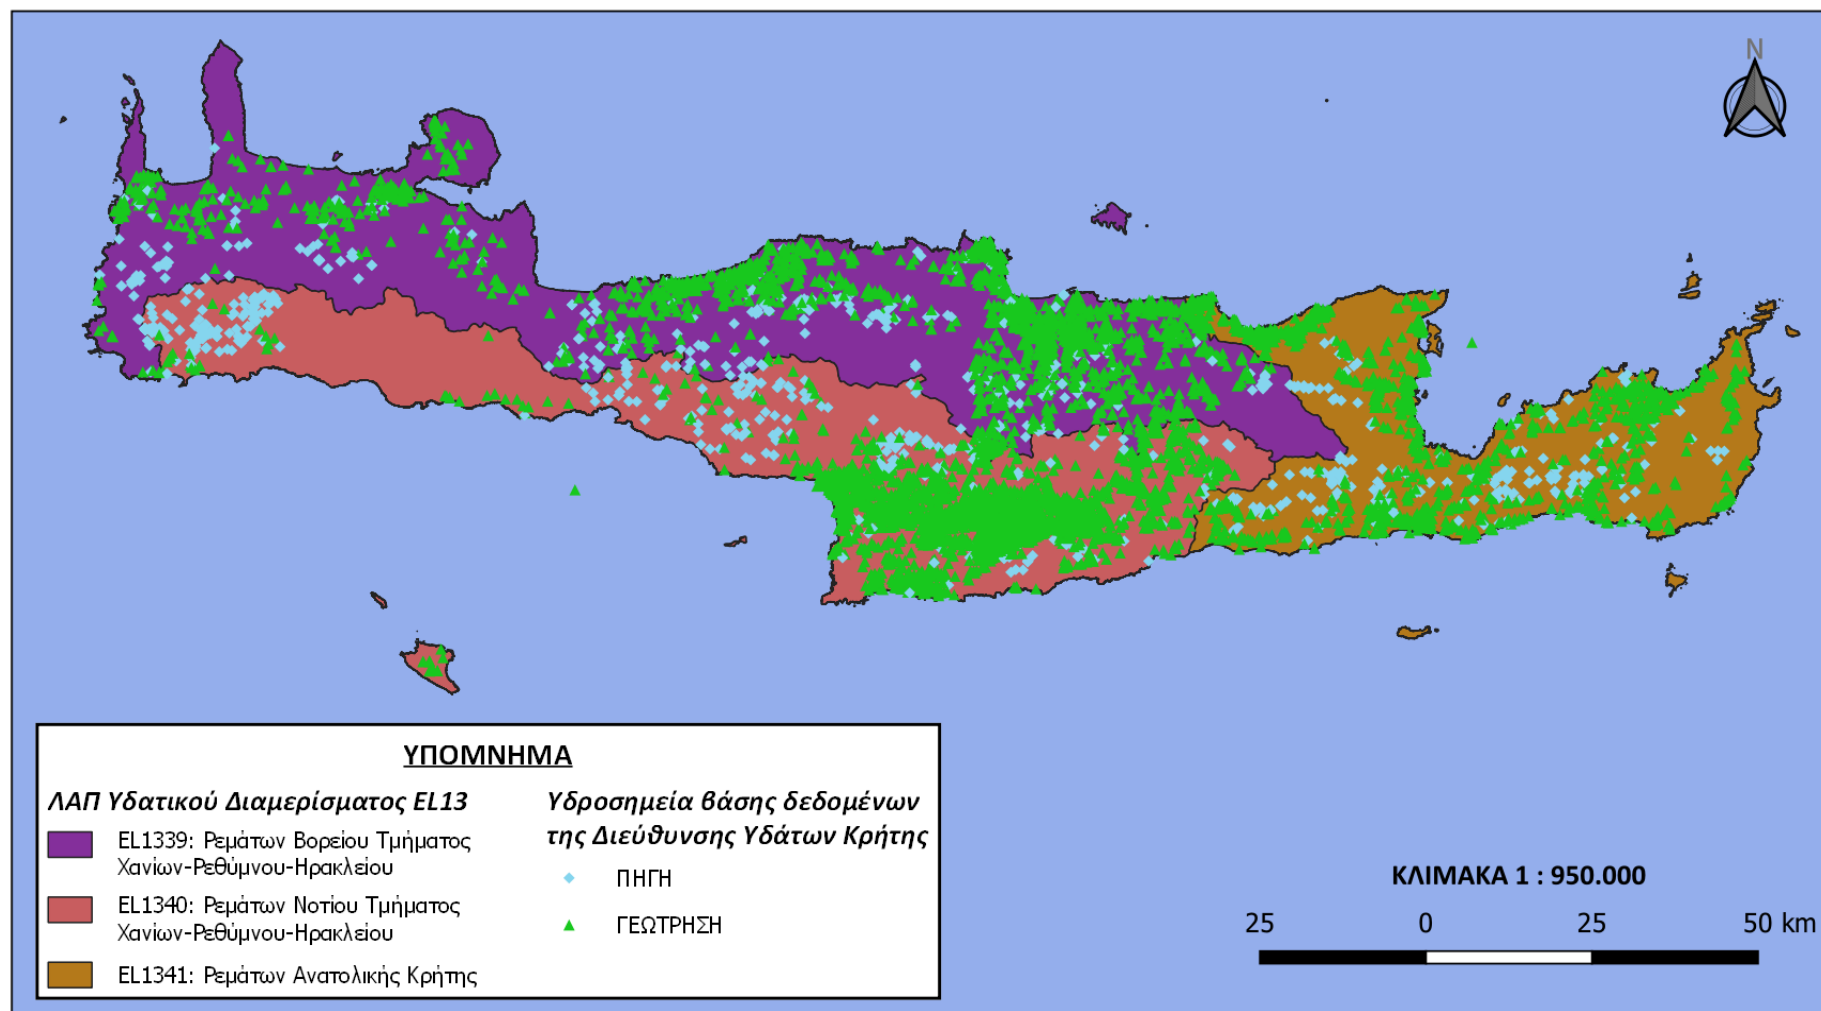 N
ΥΠΟΜΝΗΜΑ
ΛΑΠ Υδατικού Διαμερίσματος EL13
EL1339: Ρεμάτων Βορείου Τμήματος
Χανίων-Ρεθύμνου-Ηρακλείου
EL1340: Ρεμάτων Νοτίου Τμήματος
Χανίων-Ρεθύμνου-Ηρακλείου
EL1341: Ρεμάτων Ανατολικής Κρήτης
Υδροσημεία βάσης δεδομένων
της Διεύθυνσης Υδάτων Κρήτης
ΠΗΓΗ
ΓΕΩΤΡΗΣΗ
ΚΛΙΜΑΚΑ 1 : 950.000
25 0 25 50 km